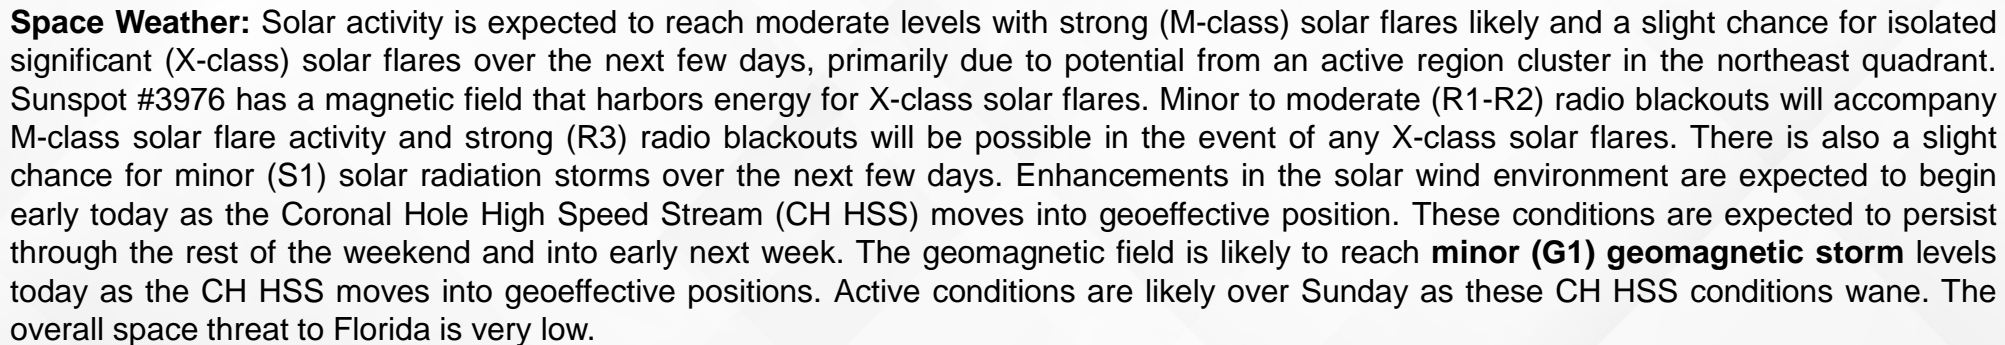 Space Weather: Solar activity is expected to reach moderate levels with strong (M-class) solar flares likely and a slight chance for isolated
significant (X-class) solar flares over the next few days, primarily due to potential from an active region cluster in the northeast quadrant.
Sunspot #3976 has a magnetic field that harbors energy for X-class solar flares. Minor to moderate (R1-R2) radio blackouts will accompany
M-class solar flare activity and strong (R3) radio blackouts will be possible in the event of any X-class solar flares. There is also a slight
chance for minor (S1) solar radiation storms over the next few days. Enhancements in the solar wind environment are expected to begin
early today as the Coronal Hole High Speed Stream (CH HSS) moves into geoeffective position. These conditions are expected to persist
through the rest of the weekend and into early next week. The geomagnetic field is likely to reach minor (G1) geomagnetic storm levels
today as the CH HSS moves into geoeffective positions. Active conditions are likely over Sunday as these CH HSS conditions wane. The
overall space threat to Florida is very low.